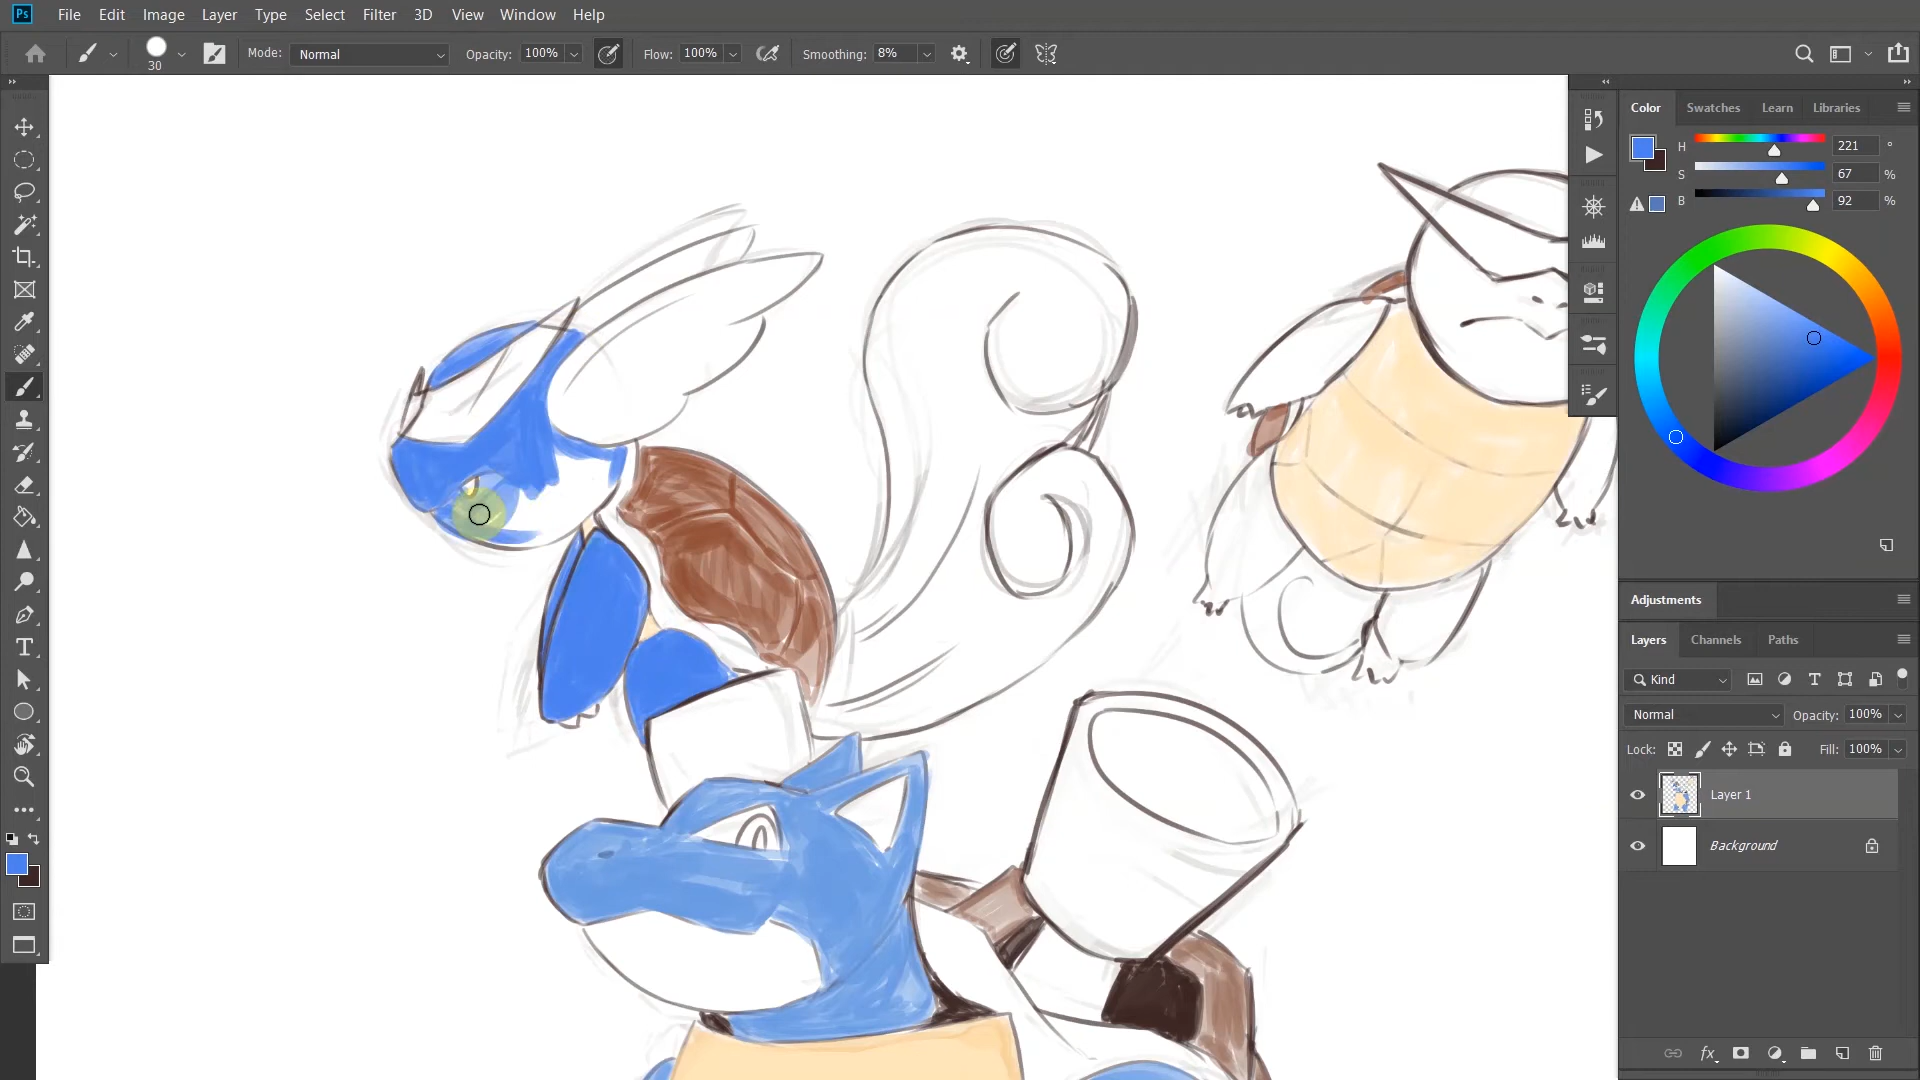 Ps File Edit Image Layer Type Select Filter 3D View Window Help
30 Mode: Normal Opacity: 100% Flow: 100% Smoothing: 8%
Color Swatches Learn Libraries
H 221 °
S 67 %
B 92 %
Adjustments
Layers Channels Paths
Kind
Normal Opacity: 100%
Lock: Fill: 100%
Layer 1
Background
fx